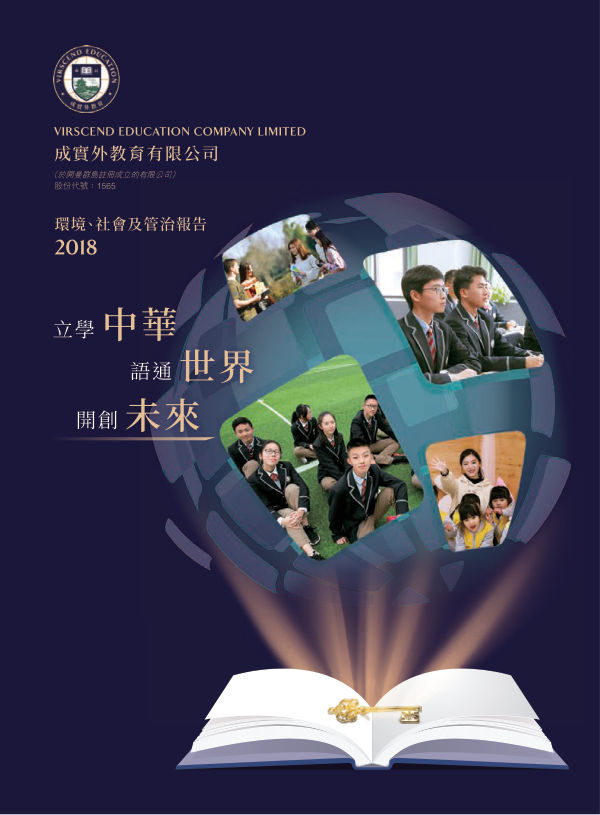 VIRSCEND EDUCATION
成實外教育
VIRSCEND EDUCATION COMPANY LIMITED
成實外教育有限公司
(於開曼群島註冊成立的有限公司)
股份代號：1565
環境、社會及管治報告
2018
立學 中華
語通 世界
開創 未來